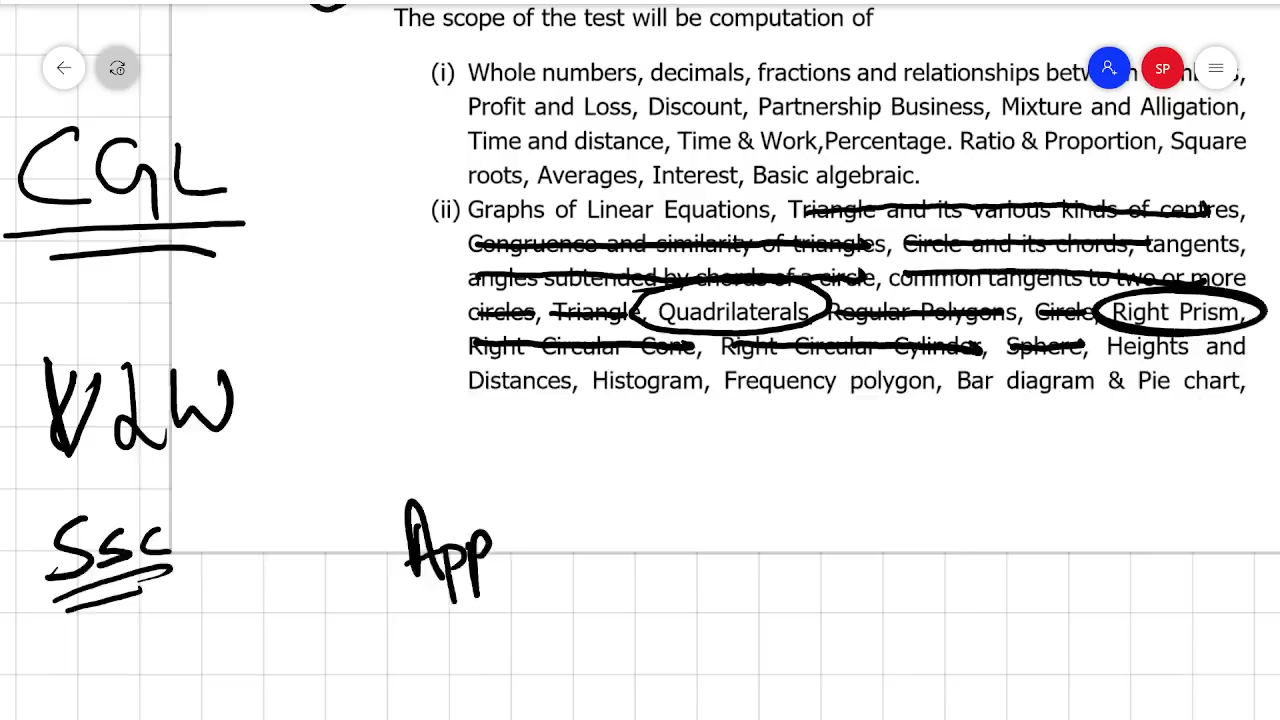 The scope of the test will be computation of
(i) Whole numbers, decimals, fractions and relationships between
SP
Profit and Loss, Discount, Partnership Business, Mixture and Alligation,
Time and distance, Time & Work,Percentage. Ratio & Proportion, Square
roots, Averages, Interest, Basic algebraic.
(ii) Graphs of Linear Equations, Triangle and its various kinds of centres,
Congruence and similarity of triangles, Circle and its chords, tangents,
angles subtended by chords of a circle, common tangents to two or more
circles, Triangle, Quadrilaterals, Regular Polygons, Circle, Right Prism,
Right Circular Cone, Right Circular Cylinder, Sphere, Heights and
Distances, Histogram, Frequency polygon, Bar diagram & Pie chart,
CGL
SSC
App